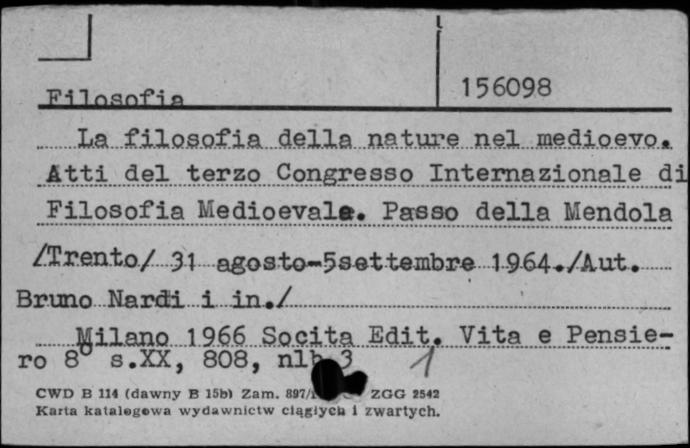 Filosofia
156098
La filosofia della nature nel medioevo.
Atti del terzo Congresso Internazionale di
Filosofia Medioevale. Passo della Mendola
/Trento/ 31 agosto-5settembre 1964./Aut.
Bruno Nardi i in./
Milano 1966 Socita Edit. Vita e Pensie-
ro 8° s.XX, 808, nlb 3
1
CWD B 114 (dawny B 15b) Zam. 897/ ZGG 2542
Karta katalogowa wydawnictw ciągłych i zwartych.